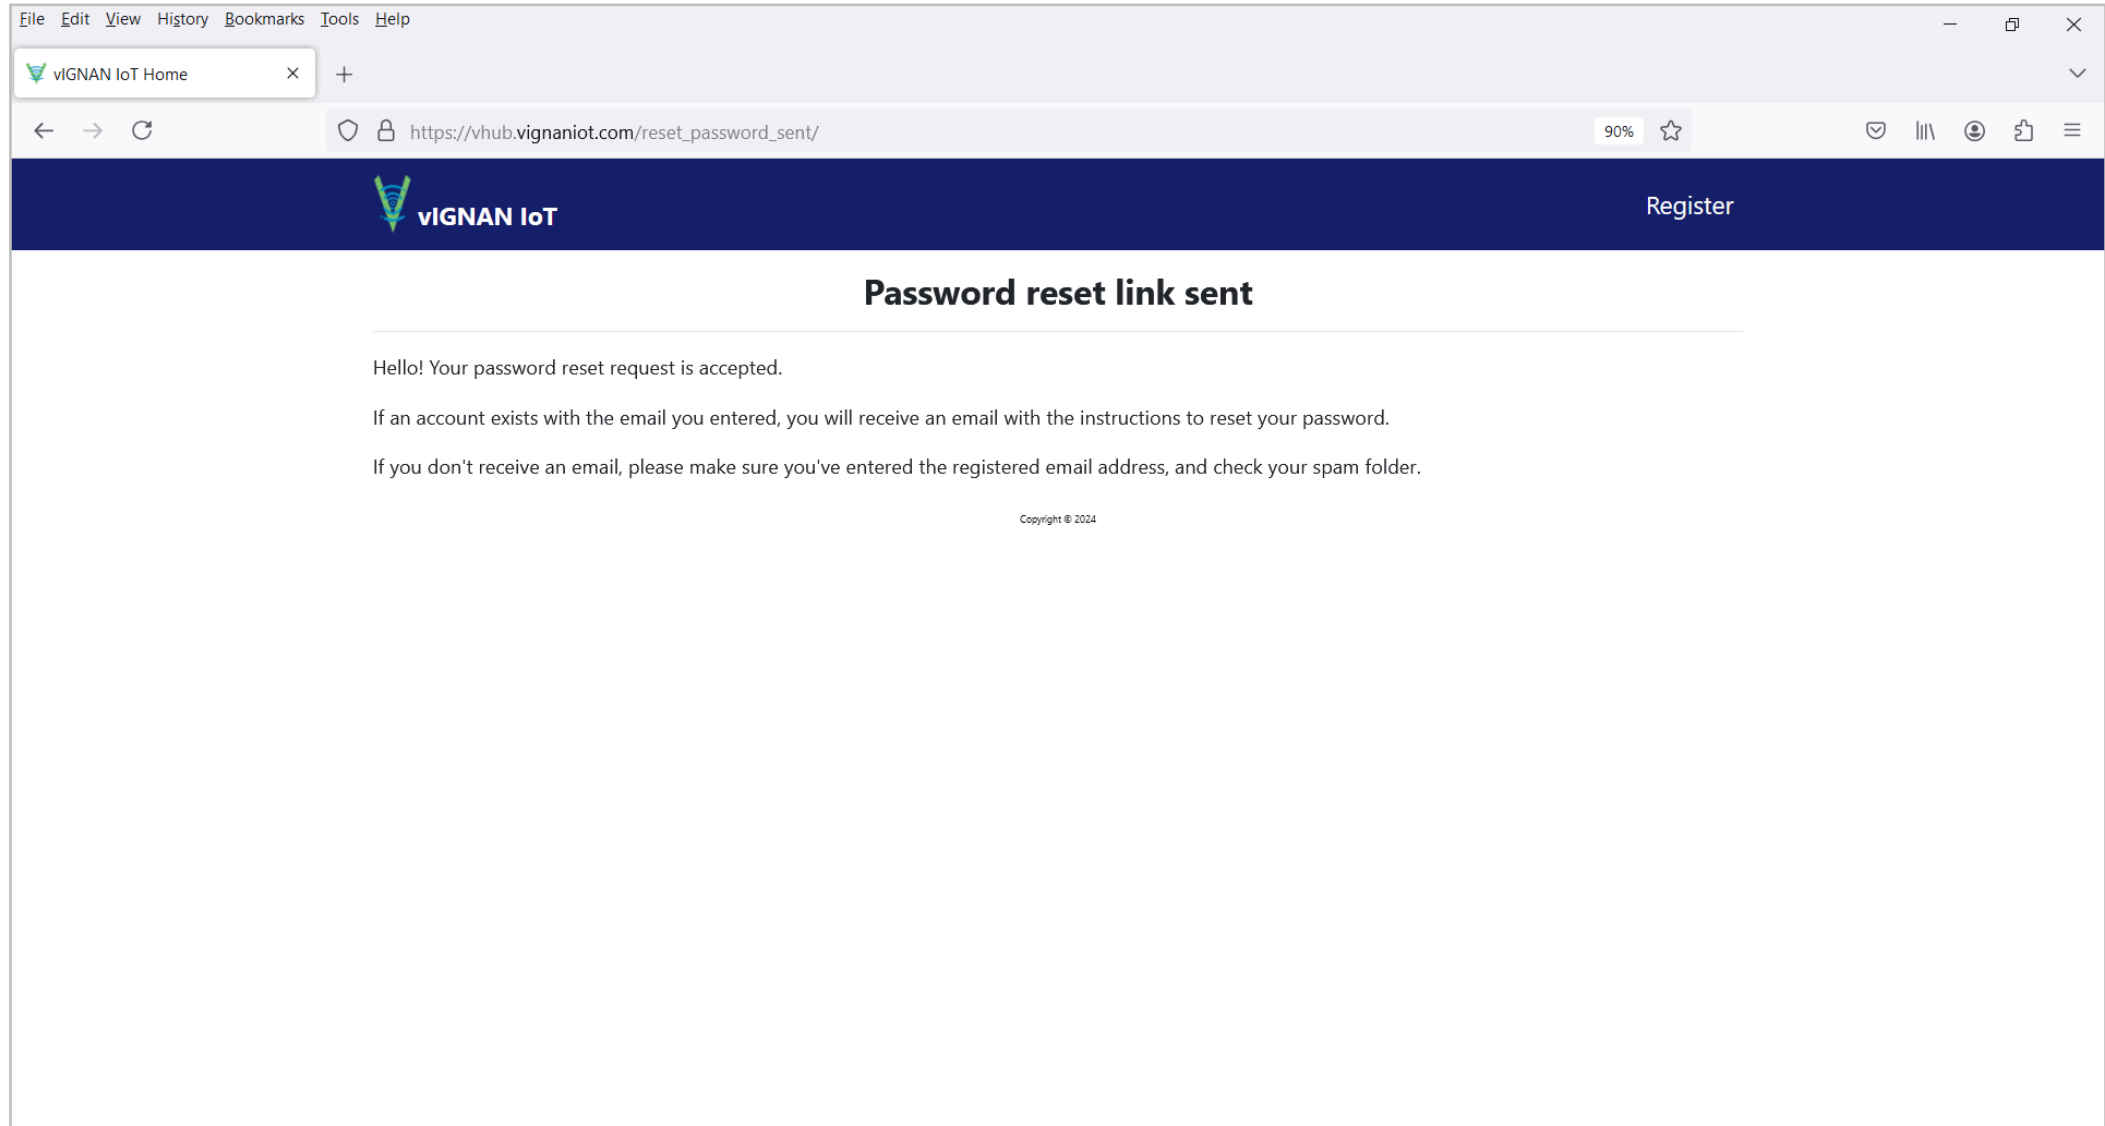 File Edit View History Bookmarks Tools Help
vIGNAN IoT Home
https://vhub.vignaniot.com/reset_password_sent/ 90%
vIGNAN IoT Register
Password reset link sent
Hello! Your password reset request is accepted.
If an account exists with the email you entered, you will receive an email with the instructions to reset your password.
If you don't receive an email, please make sure you've entered the registered email address, and check your spam folder.
Copyright © 2024